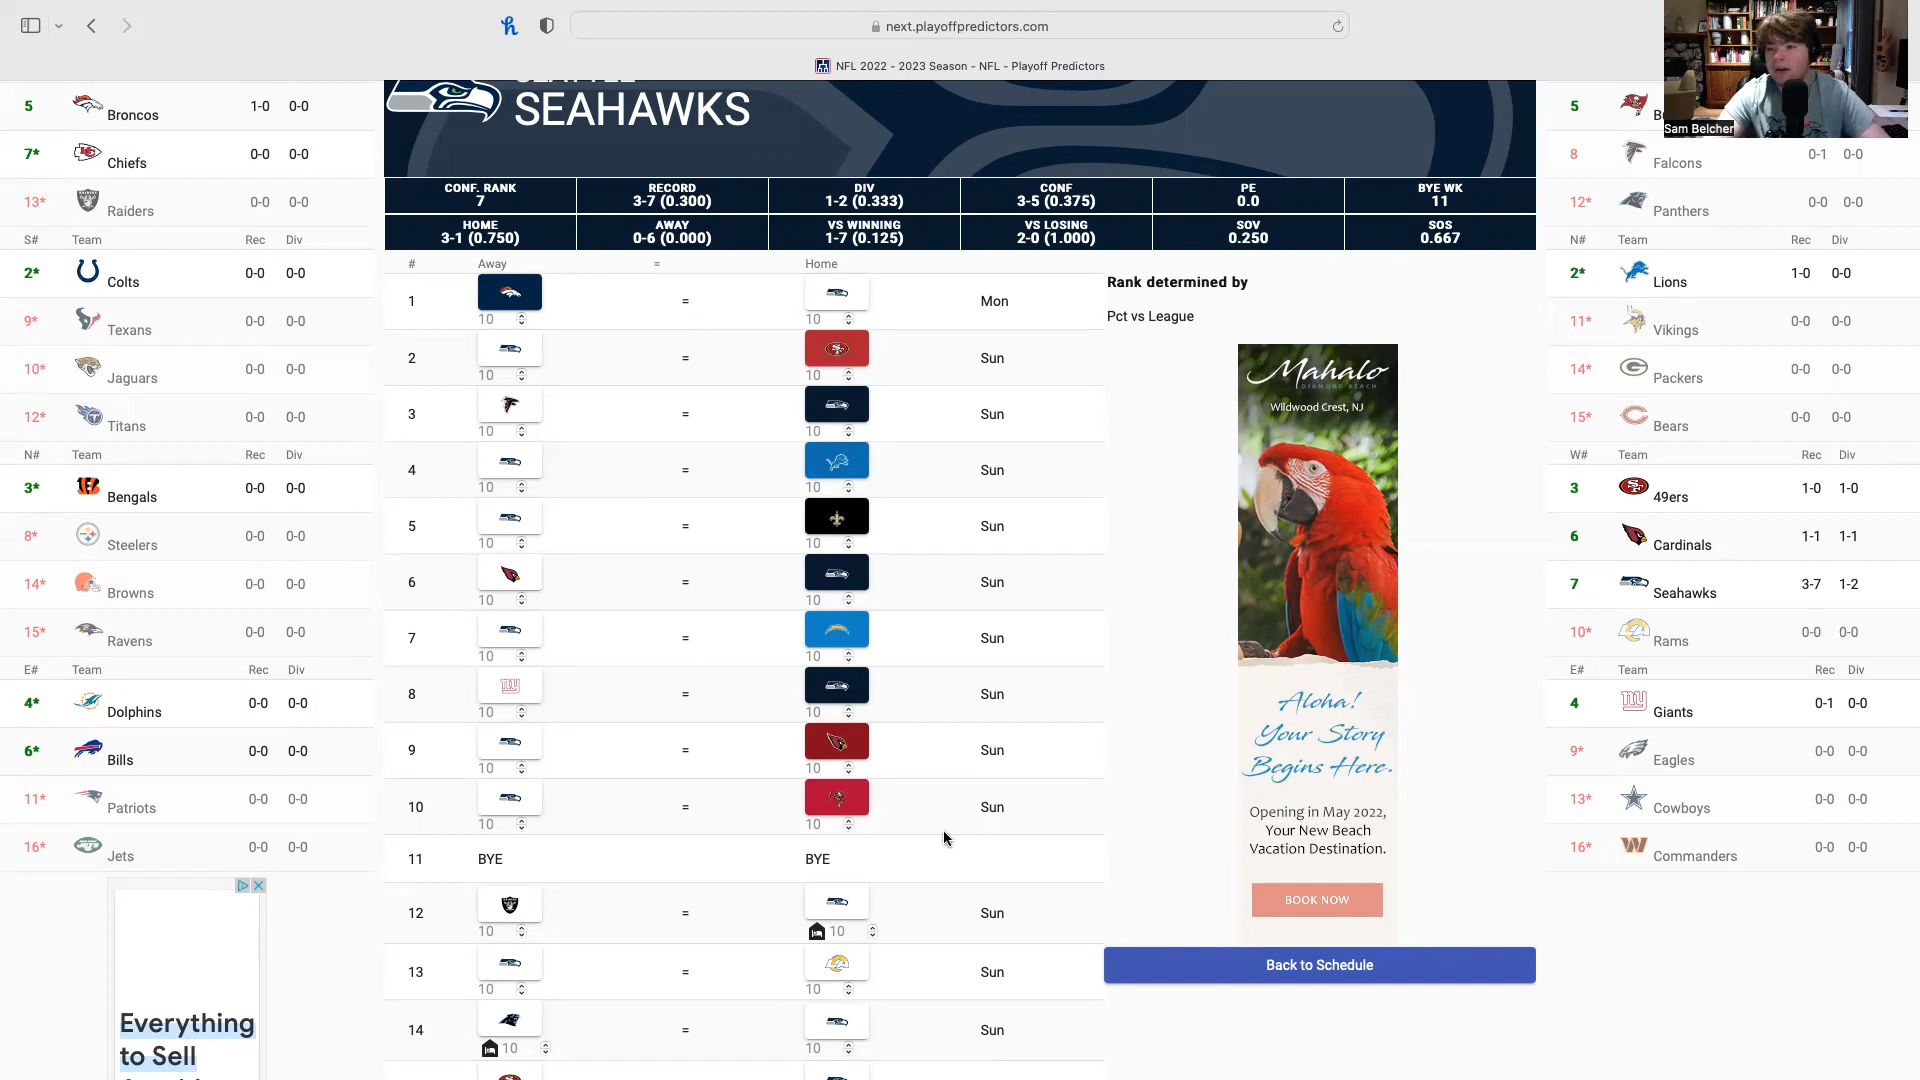 next.playoffpredictors.com
NFL 2022 - 2023 Season - NFL - Playoff Predictors
Sam Belcher
5 Broncos 1-0 0-0
7* Chiefs 0-0 0-0
13* Raiders 0-0 0-0
S# Team Rec Div
2* Colts 0-0 0-0
9* Texans 0-0 0-0
10* Jaguars 0-0 0-0
12* Titans 0-0 0-0
N# Team Rec Div
3* Bengals 0-0 0-0
8* Steelers 0-0 0-0
14* Browns 0-0 0-0
15* Ravens 0-0 0-0
E# Team Rec Div
4* Dolphins 0-0 0-0
6* Bills 0-0 0-0
11* Patriots 0-0 0-0
16* Jets 0-0 0-0
Everything
to Sell
SEAHAWKS
CONF. RANK RECORD DIV CONF PE BYE WK
7 3-7 (0.300) 1-2 (0.333) 3-5 (0.375) 0.0 11
HOME AWAY VS WINNING VS LOSING SOV SOS
3-1 (0.750) 0-6 (0.000) 1-7 (0.125) 2-0 (1.000) 0.250 0.667
# Away = Home
1 = Mon
10 10
2 = Sun
10 10
3 = Sun
10 10
4 = Sun
10 10
5 = Sun
10 10
6 = Sun
10 10
7 = Sun
10 10
8 ny = Sun
10 10
9 = Sun
10 10
10 = Sun
10 10
11 BYE BYE
12 = Sun
10 10
13 = Sun
10 10
14 = Sun
10 10
Rank determined by
Pct vs League
Mahalo
DIAMOND BEACH
Wildwood Crest, NJ
Aloha!
Your Story
Begins Here.
Opening in May 2022,
Your New Beach
Vacation Destination.
BOOK NOW
Back to Schedule
5 B
8 Falcons 0-1 0-0
12* Panthers 0-0 0-0
N# Team Rec Div
2* Lions 1-0 0-0
11* Vikings 0-0 0-0
14* Packers 0-0 0-0
15* Bears 0-0 0-0
W# Team Rec Div
3 49ers 1-0 1-0
6 Cardinals 1-1 1-1
7 Seahawks 3-7 1-2
10* Rams 0-0 0-0
E# Team Rec Div
4 Giants 0-1 0-0
9* Eagles 0-0 0-0
13* Cowboys 0-0 0-0
16* Commanders 0-0 0-0